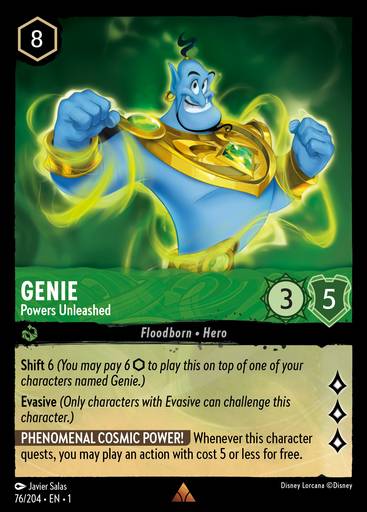 8
GENIE
Powers Unleashed
3
5
Floodborn • Hero
Shift 6 (You may pay 6 ⬡ to play this on top of one of your
characters named Genie.)
Evasive (Only characters with Evasive can challenge this
character.)
PHENOMENAL COSMIC POWER! Whenever this character
quests, you may play an action with cost 5 or less for free.
Javier Salas
76/204 • EN • 1
Disney Lorcana ©Disney